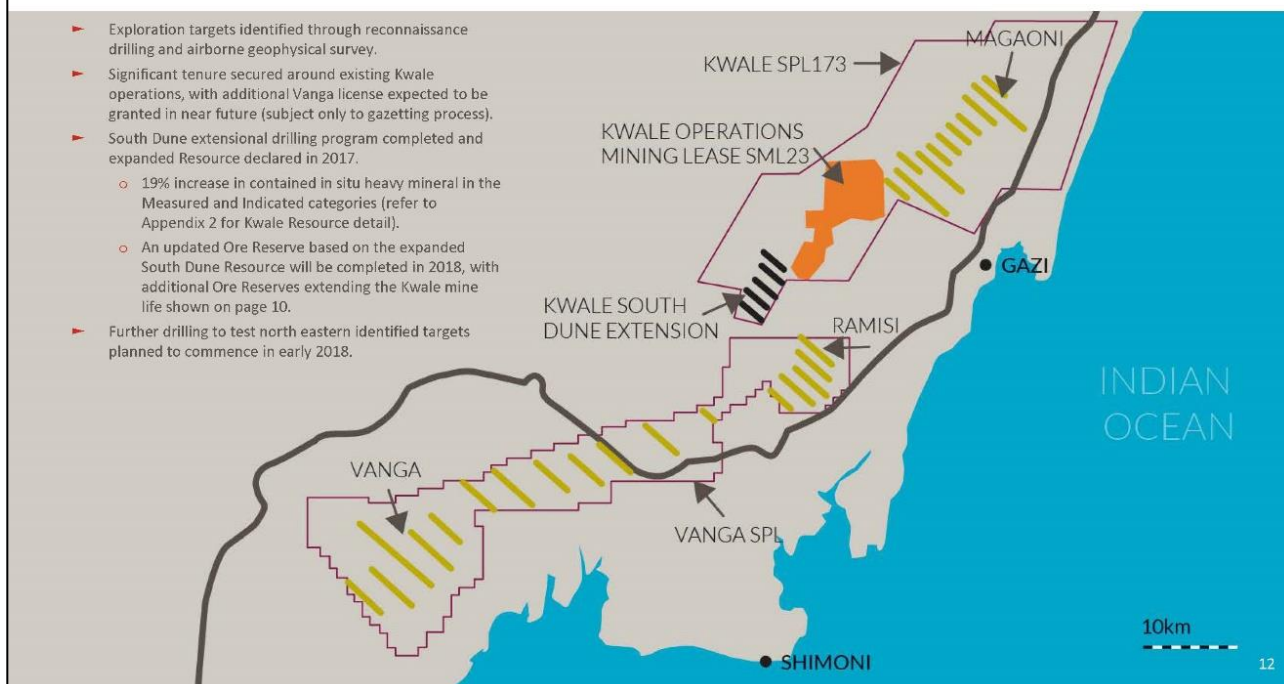 ► Exploration targets identified through reconnaissance
drilling and airborne geophysical survey.
► Significant tenure secured around existing Kwale
operations, with additional Vanga license expected to be
granted in near future (subject only to gazetting process).
► South Dune extensional drilling program completed and
expanded Resource declared in 2017.
o 19% increase in contained in situ heavy mineral in the
Measured and Indicated categories (refer to
Appendix 2 for Kwale Resource detail).
o An updated Ore Reserve based on the expanded
South Dune Resource will be completed in 2018, with
additional Ore Reserves extending the Kwale mine
life shown on page 10.
► Further drilling to test north eastern identified targets
planned to commence in early 2018.
MAGAONI
KWALE SPL173
KWALE OPERATIONS
MINING LEASE SML23
GAZI
KWALE SOUTH
DUNE EXTENSION
RAMISI
INDIAN
OCEAN
VANGA
VANGA SPL
SHIMONI
10km
12